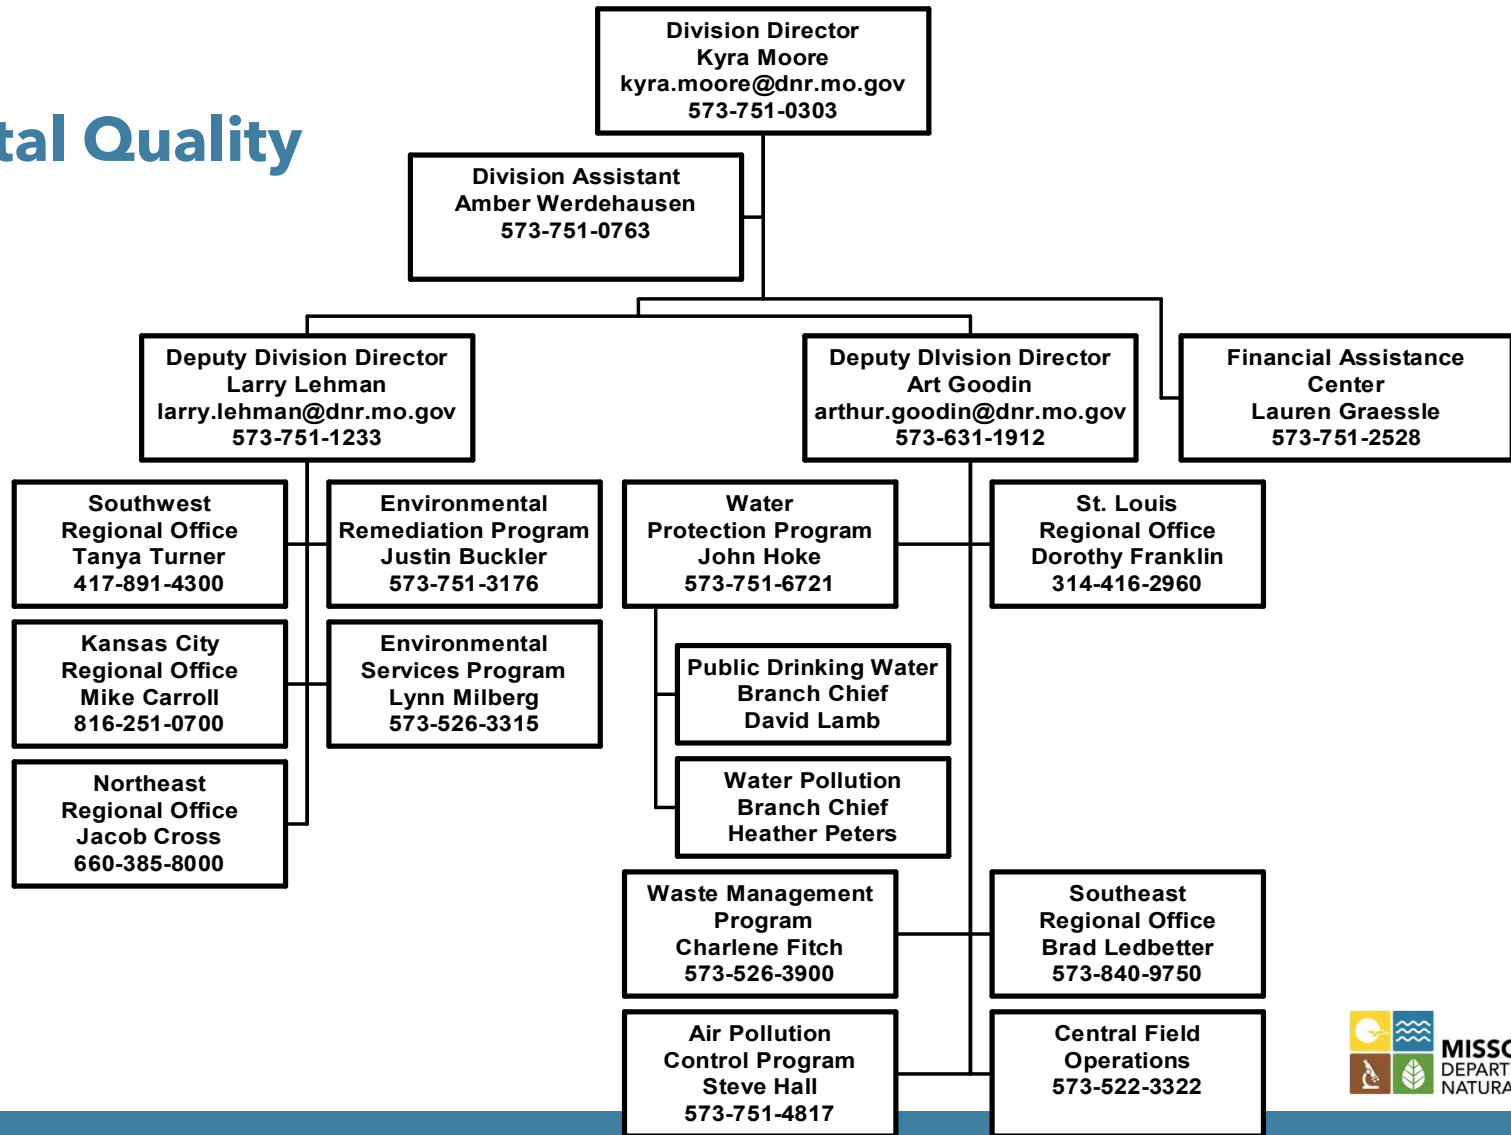 Division Director
Kyra Moore
kyra.moore@dnr.mo.gov
573-751-0303
tal Quality
Division Assistant
Amber Werdehausen
573-751-0763
Deputy Division Director
Larry Lehman
larry.lehman@dnr.mo.gov
573-751-1233
Deputy DIvision Director
Art Goodin
arthur.goodin@dnr.mo.gov
573-631-1912
Financial Assistance
Center
Lauren Graessle
573-751-2528
Southwest
Regional Office
Tanya Turner
417-891-4300
Environmental
Remediation Program
Justin Buckler
573-751-3176
Water
Protection Program
John Hoke
573-751-6721
St. Louis
Regional Office
Dorothy Franklin
314-416-2960
Kansas City
Regional Office
Mike Carroll
816-251-0700
Environmental
Services Program
Lynn Milberg
573-526-3315
Public Drinking Water
Branch Chief
David Lamb
Northeast
Regional Office
Jacob Cross
660-385-8000
Water Pollution
Branch Chief
Heather Peters
Waste Management
Program
Charlene Fitch
573-526-3900
Southeast
Regional Office
Brad Ledbetter
573-840-9750
Air Pollution
Control Program
Steve Hall
573-751-4817
Central Field
Operations
573-522-3322
MISSO
DEPART
NATURA